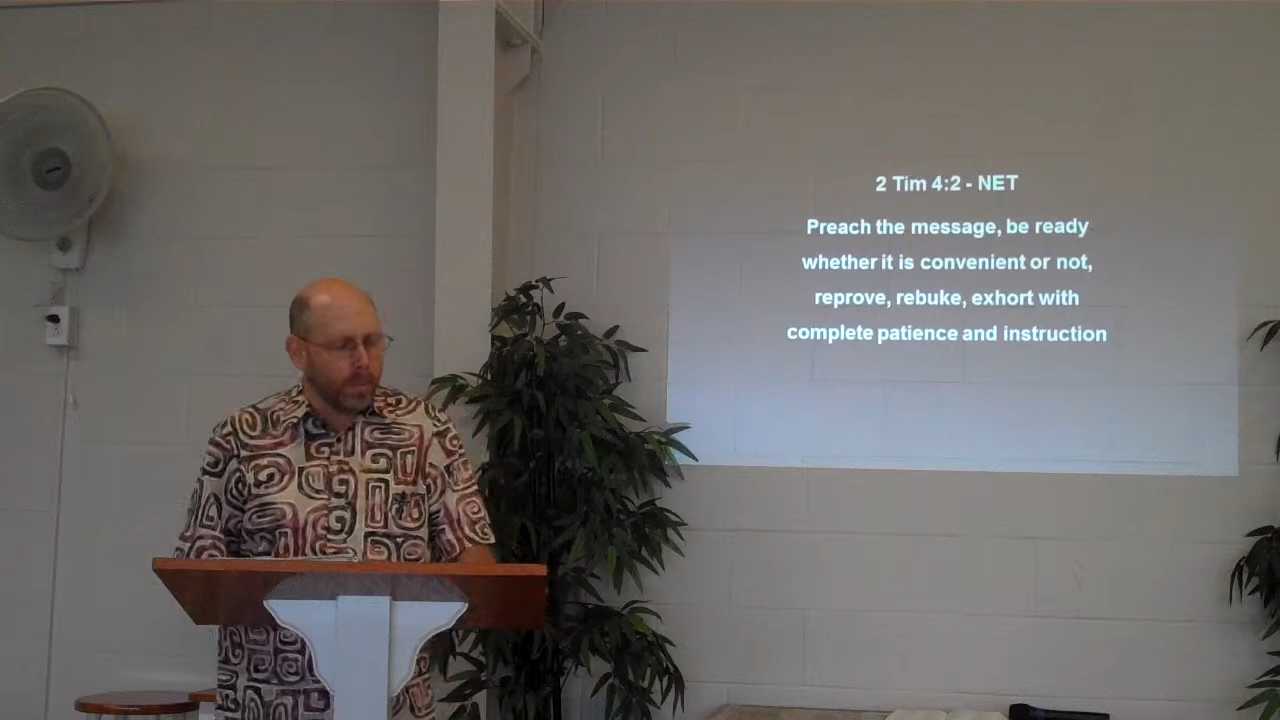 2 Tim 4:2 - NET
Preach the message, be ready
whether it is convenient or not,
reprove, rebuke, exhort with
complete patience and instruction